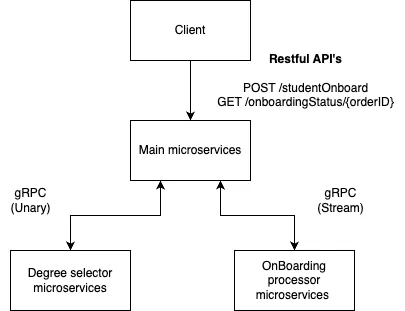 Client
Restful API's
POST /studentOnboard
GET /onboardingStatus/{orderID}
Main microservices
gRPC
(Unary)
gRPC
(Stream)
Degree selector
microservices
OnBoarding
processor
microservices